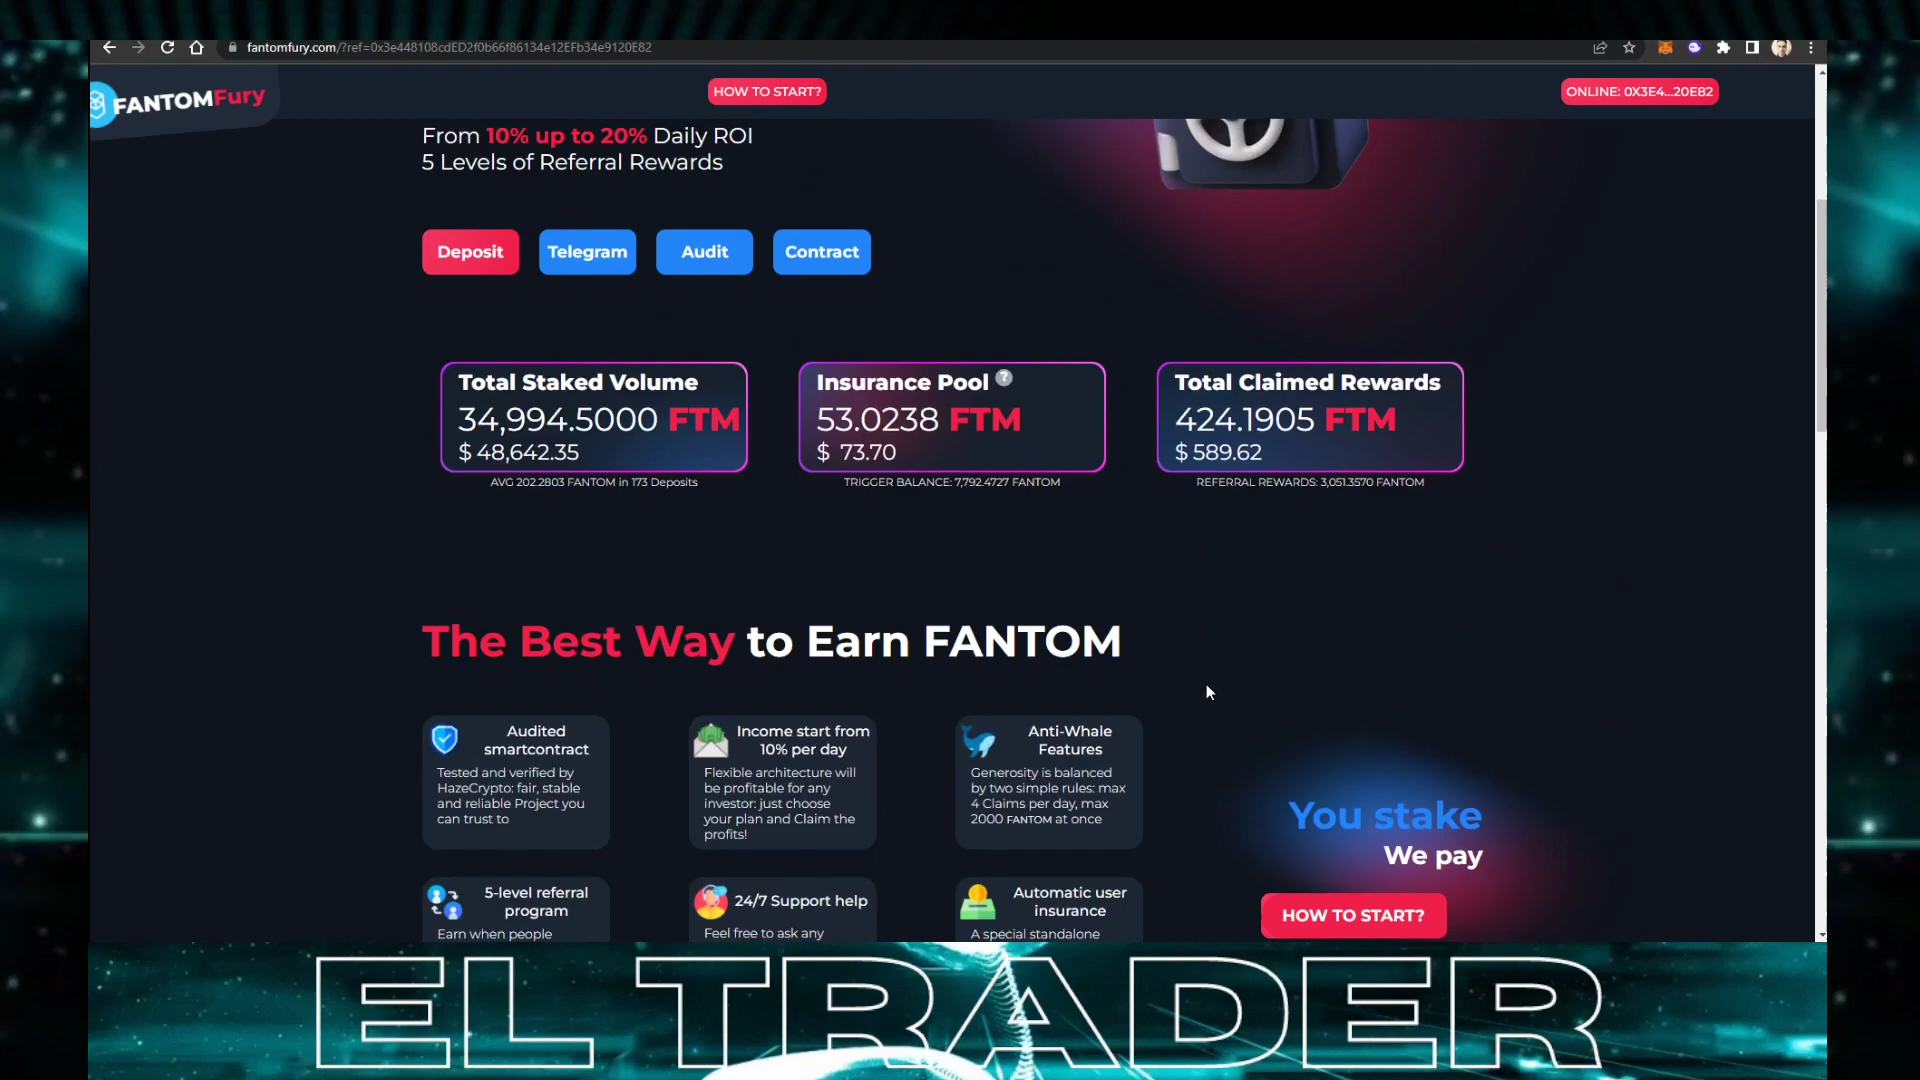 fantomfury.com/?ref=0x3e448108cdED2f0b66f86134e12EFb34e9120E82
FANTOMFury
HOW TO START?
ONLINE: 0X3E4...20E82
From 10% up to 20% Daily ROI
5 Levels of Referral Rewards
Deposit
Telegram
Audit
Contract
Total Staked Volume
34,994.5000 FTM
$ 48,642.35
AVG 202.2803 FANTOM in 173 Deposits
Insurance Pool ?
53.0238 FTM
$ 73.70
TRIGGER BALANCE: 7,792.4727 FANTOM
Total Claimed Rewards
424.1905 FTM
$ 589.62
REFERRAL REWARDS: 3,051.3570 FANTOM
The Best Way to Earn FANTOM
Audited
smartcontract
Tested and verified by
HazeCrypto: fair, stable
and reliable Project you
can trust to
Income start from
10% per day
Flexible architecture will
be profitable for any
investor: just choose
your plan and Claim the
profits!
Anti-Whale
Features
Generosity is balanced
by two simple rules: max
4 Claims per day, max
2000 FANTOM at once
You stake
We pay
HOW TO START?
5-level referral
program
Earn when people
24/7 Support help
Feel free to ask any
Automatic user
insurance
A special standalone
EL TRADER